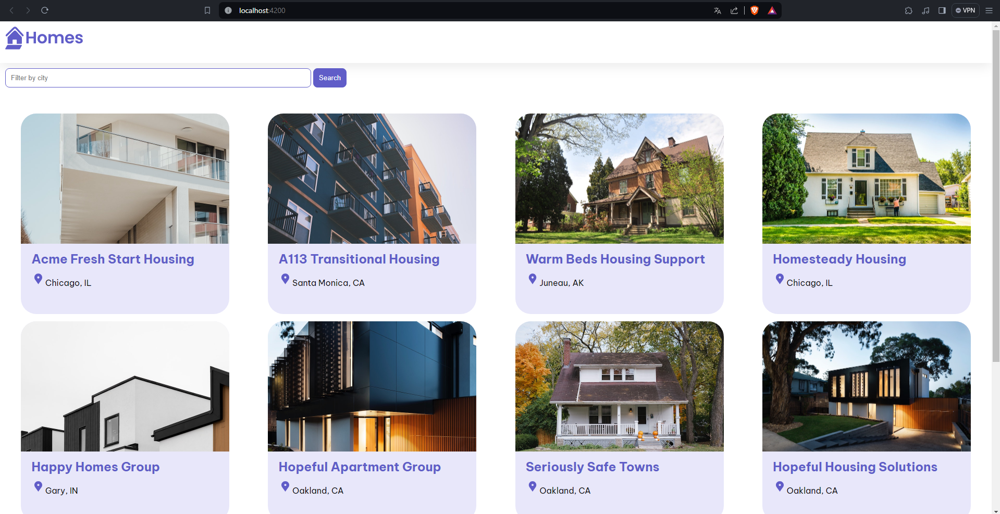 localhost:4200
VPN
Homes
Filter by city
Search
Acme Fresh Start Housing
Chicago, IL
A113 Transitional Housing
Santa Monica, CA
Warm Beds Housing Support
Juneau, AK
Homesteady Housing
Chicago, IL
Happy Homes Group
Gary, IN
Hopeful Apartment Group
Oakland, CA
Seriously Safe Towns
Oakland, CA
Hopeful Housing Solutions
Oakland, CA